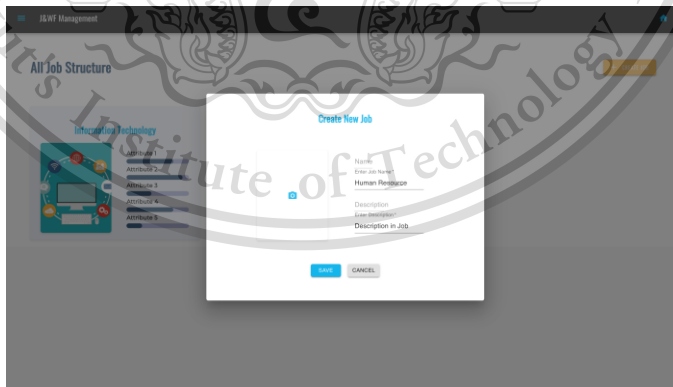 J&WF Management
All Job Structure
Information Technology
Attribute 1
Attribute 2
Attribute 3
Attribute 4
Attribute 5
Create New Job
Name
Enter Job Name*
Human Resource
Description
Enter Description*
Description in Job
SAVE
CANCEL
Institute of Technology